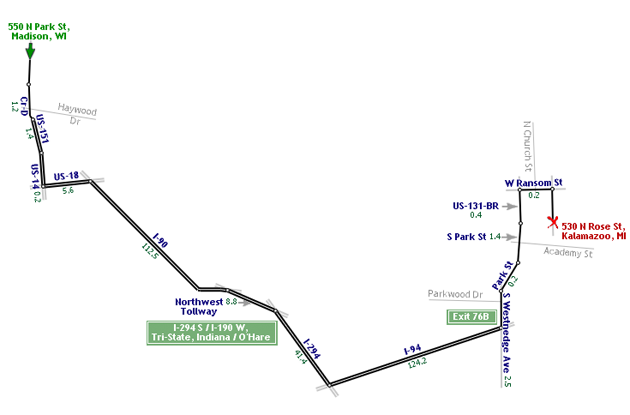 550 N Park St,
Madison, WI
Cr-D
1.2
Haywood
Dr
US-151
1.4
US-14
0.2
US-18
5.6
I-90
112.5
Northwest
Tollway
8.8
I-294 S / I-190 W,
Tri-State, Indiana / O'Hare
I-294
41.4
I-94
124.2
Exit 76B
S Westnedge Ave
2.5
Parkwood Dr
Park St
0.2
S Park St 1.4
Academy St
US-131-BR
0.4
N Church St
W Ransom St
0.2
530 N Rose St,
Kalamazoo, MI